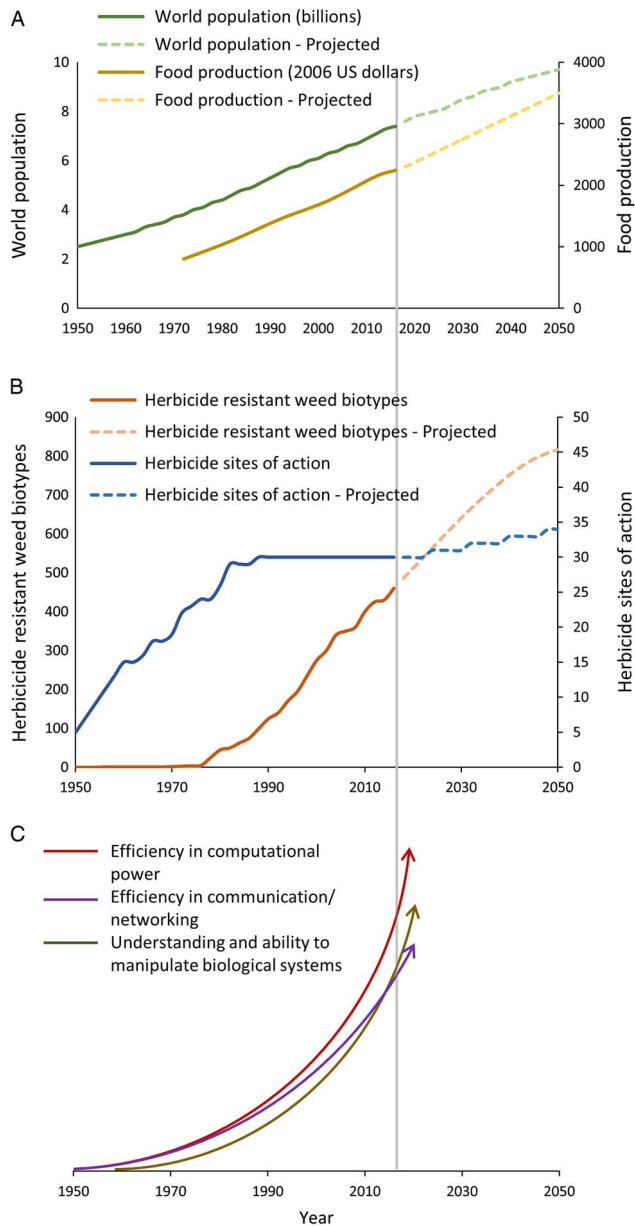 A
World population (billions)
World population - Projected
Food production (2006 US dollars)
Food production - Projected
World population
10
8
6
4
2
0
Food production
4000
3000
2000
1000
0
1950 1960 1970 1980 1990 2000 2010 2020 2030 2040 2050
B
Herbicide resistant weed biotypes
Herbicide resistant weed biotypes - Projected
Herbicide sites of action
Herbicide sites of action - Projected
Herbicicide resistant weed biotypes
900
800
700
600
500
400
300
200
100
0
Herbicide sites of action
50
45
40
35
30
25
20
15
10
5
0
1950 1970 1990 2010 2030 2050
C
Efficiency in computational
power
Efficiency in communication/
networking
Understanding and ability to
manipulate biological systems
1950 1970 1990 2010 2030 2050
Year